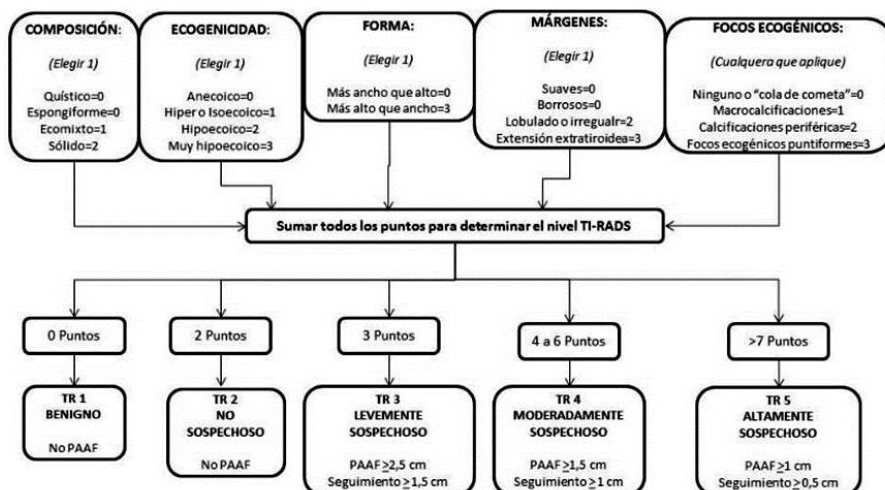 COMPOSICIÓN:
(Elegir 1)
Quístico=0
Espongiforme=0
Ecomixto=1
Sólido=2
ECOGENICIDAD:
(Elegir 1)
Anecoico=0
Hiper o Isoecoico=1
Hipoecoico=2
Muy hipoecoico=3
FORMA:
(Elegir 1)
Más ancho que alto=0
Más alto que ancho=3
MÁRGENES:
(Elegir 1)
Suaves=0
Borrosos=0
Lobulado o irregualr=2
Extensión extratiroidea=3
FOCOS ECOGÉNICOS:
(Cualquera que aplique)
Ninguno o "cola de cometa"=0
Macrocalcificaciones=1
Calcificaciones periféricas=2
Focos ecogénicos puntiformes=3
Sumar todos los puntos para determinar el nivel TI-RADS
0 Puntos
2 Puntos
3 Puntos
4 a 6 Puntos
>7 Puntos
TR 1
BENIGNO
No PAAF
TR 2
NO
SOSPECHOSO
No PAAF
TR 3
LEVEMENTE
SOSPECHOSO
PAAF ≥2,5 cm
Seguimiento ≥1,5 cm
TR 4
MODERADAMENTE
SOSPECHOSO
PAAF ≥1,5 cm
Seguimiento ≥1 cm
TR 5
ALTAMENTE
SOSPECHOSO
PAAF ≥1 cm
Seguimiento ≥0,5 cm